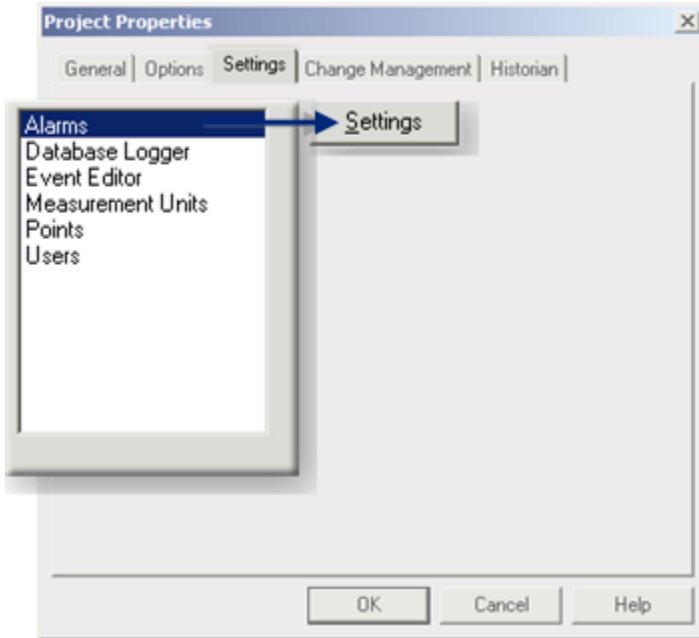 Project Properties
General Options Settings Change Management Historian
Alarms
Database Logger
Event Editor
Measurement Units
Points
Users
Settings
OK Cancel Help